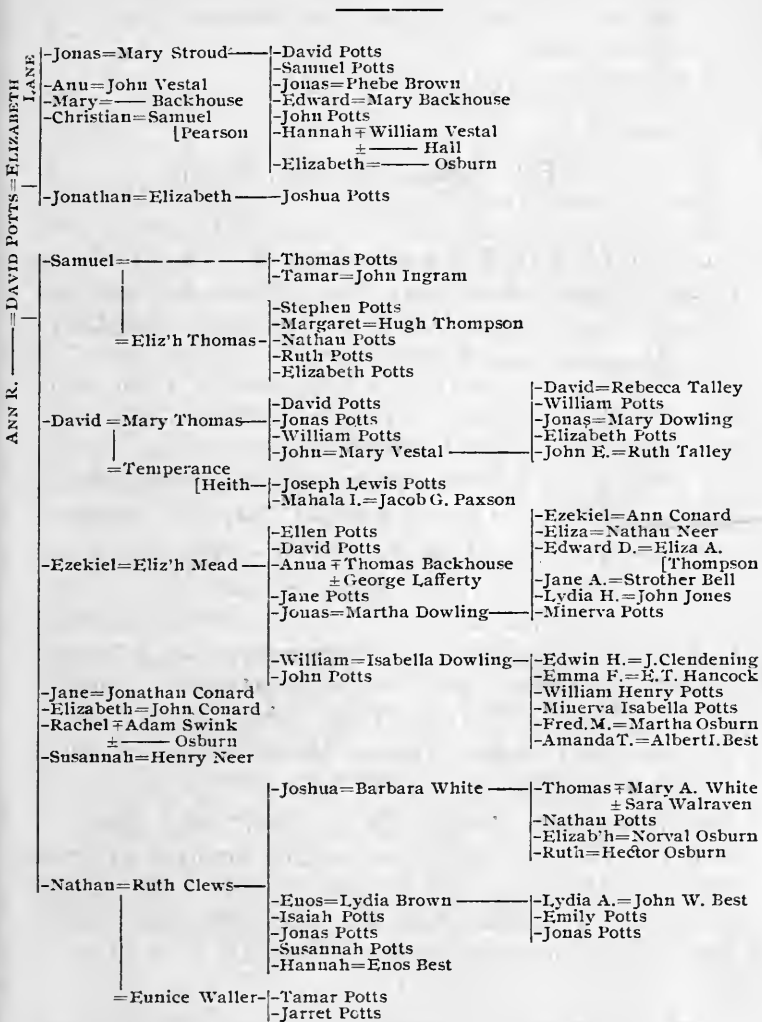 ANN R. ——=DAVID POTTS=ELIZABETH LANE
-Jonas=Mary Stroud
-Anu=John Vestal
-Mary=—— Backhouse
-Christian=Samuel
[Pearson
-David Potts
-Samuel Potts
-Jonas=Phebe Brown
-Edward=Mary Backhouse
-John Potts
-Hannah ∓ William Vestal
± —— Hall
-Elizabeth=—— Osburn
-Jonathan=Elizabeth——Joshua Potts
-Samuel=— —— ——
-Thomas Potts
-Tamar=John Ingram
=Eliz'h Thomas-
-Stephen Potts
-Margaret=Hugh Thompson
-Nathau Potts
-Ruth Potts
-Elizabeth Potts
-David=Mary Thomas—
-David Potts
-Jonas Potts
-William Potts
-John=Mary Vestal
-David=Rebecca Talley
-William Potts
-Jonas=Mary Dowling
-Elizabeth Potts
-John E.=Ruth Talley
=Temperance
[Heith—
-Joseph Lewis Potts
-Mahala I.=Jacob G. Paxson
-Ezekiel=Eliz'h Mead
-Ellen Potts
-David Potts
-Anua ∓ Thomas Backhouse
± George Lafferty
-Jane Potts
-Jouas=Martha Dowling—
-Ezekiel=Ann Conard
-Eliza=Nathau Neer
-Edward D.=Eliza A.
[Thompson
-Jane A.=Strother Bell
-Lydia H.=John Jones
-Minerva Potts
-William=Isabella Dowling—
-John Potts
-Edwin H.=J.Clendening
-Emma F.=E.T. Hancock
-William Henry Potts
-Minerva Isabella Potts
-Fred.M.=Martha Osburn
-Amanda T.=Albert I. Best
-Jane=Jonathau Conard
-Elizabeth=John Conard
-Rachel ∓ Adam Swink
± —— Osburn
-Susannah=Henry Neer
-Joshua=Barbara White
-Thomas ∓ Mary A. White
± Sara Walraven
-Nathau Potts
-Elizab'h=Norval Osburn
-Ruth=Hector Osburn
-Nathau=Ruth Clews—
-Enos=Lydia Brown
-Isaiah Potts
-Jonas Potts
-Susannah Potts
-Hannah=Enos Best
-Lydia A.=John W. Best
-Emily Potts
-Jonas Potts
=Eunice Waller-
-Tamar Potts
-Jarret Potts